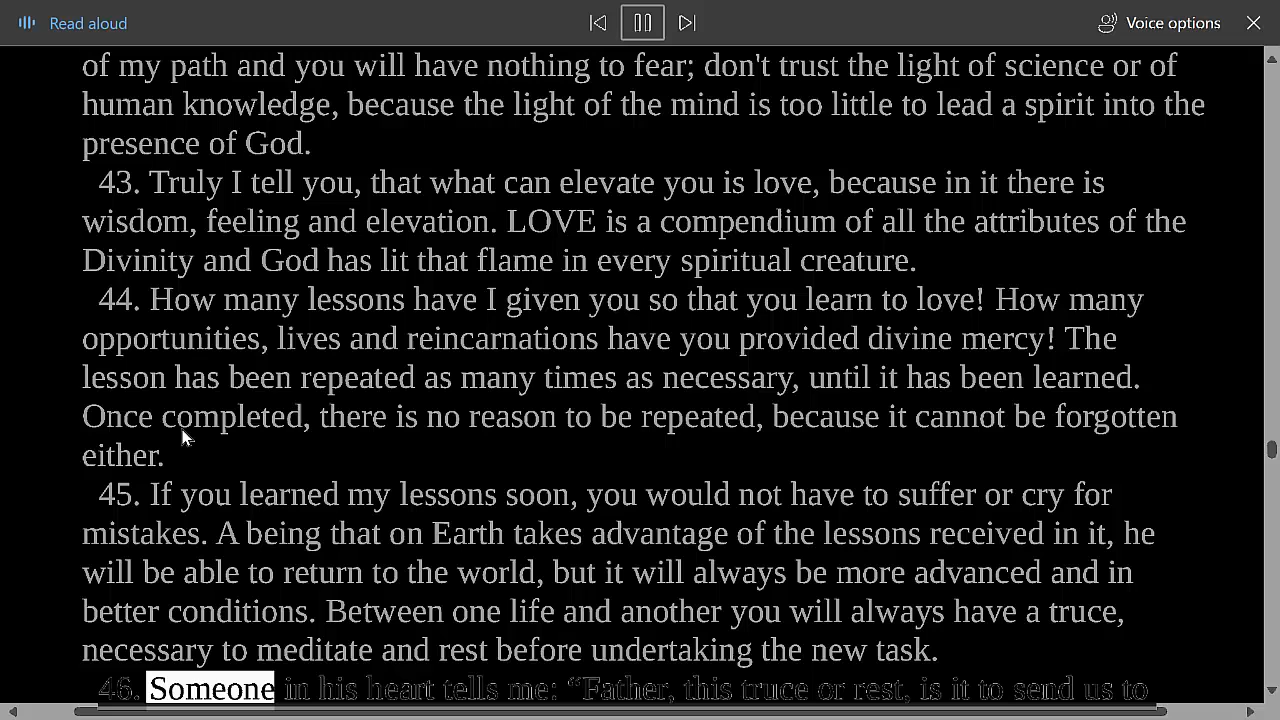 Read aloud
Voice options
of my path and you will have nothing to fear; don't trust the light of science or of
human knowledge, because the light of the mind is too little to lead a spirit into the
presence of God.
43. Truly I tell you, that what can elevate you is love, because in it there is
wisdom, feeling and elevation. LOVE is a compendium of all the attributes of the
Divinity and God has lit that flame in every spiritual creature.
44. How many lessons have I given you so that you learn to love! How many
opportunities, lives and reincarnations have you provided divine mercy! The
lesson has been repeated as many times as necessary, until it has been learned.
Once completed, there is no reason to be repeated, because it cannot be forgotten
either.
45. If you learned my lessons soon, you would not have to suffer or cry for
mistakes. A being that on Earth takes advantage of the lessons received in it, he
will be able to return to the world, but it will always be more advanced and in
better conditions. Between one life and another you will always have a truce,
necessary to meditate and rest before undertaking the new task.
46. Someone in his heart tells me: “Father, this truce or rest, is it to send us to